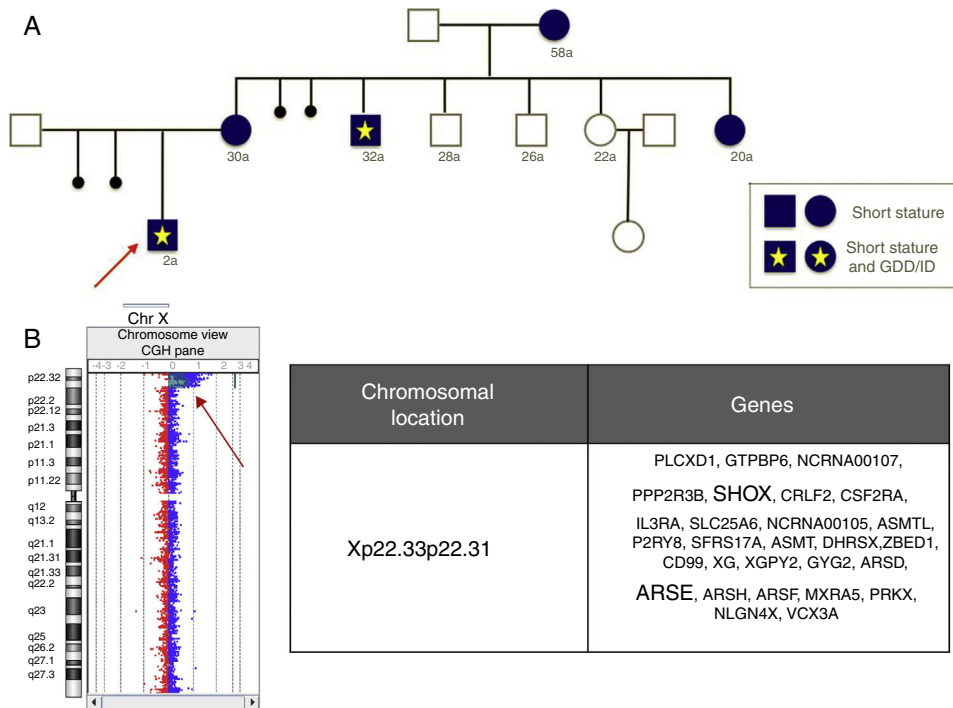 A
58a
30a
32a
28a
26a
22a
20a
2a
Short stature
Short stature
and GDD/ID
B
Chr X
Chromosome view
CGH pane
-4 -3 -2 -1 0 1 2 3 4
p22.32
p22.2
p22.12
p21.3
p21.1
p11.3
p11.22
q12
q13.2
q21.1
q21.31
q21.33
q22.2
q23
q25
q26.2
q27.1
q27.3
Chromosomal
location
Genes
Xp22.33p22.31
PLCXD1, GTPBP6, NCRNA00107,
PPP2R3B, SHOX, CRLF2, CSF2RA,
IL3RA, SLC25A6, NCRNA00105, ASMTL,
P2RY8, SFRS17A, ASMT, DHRSX,ZBED1,
CD99, XG, XGPY2, GYG2, ARSD,
ARSE, ARSH, ARSF, MXRA5, PRKX,
NLGN4X, VCX3A